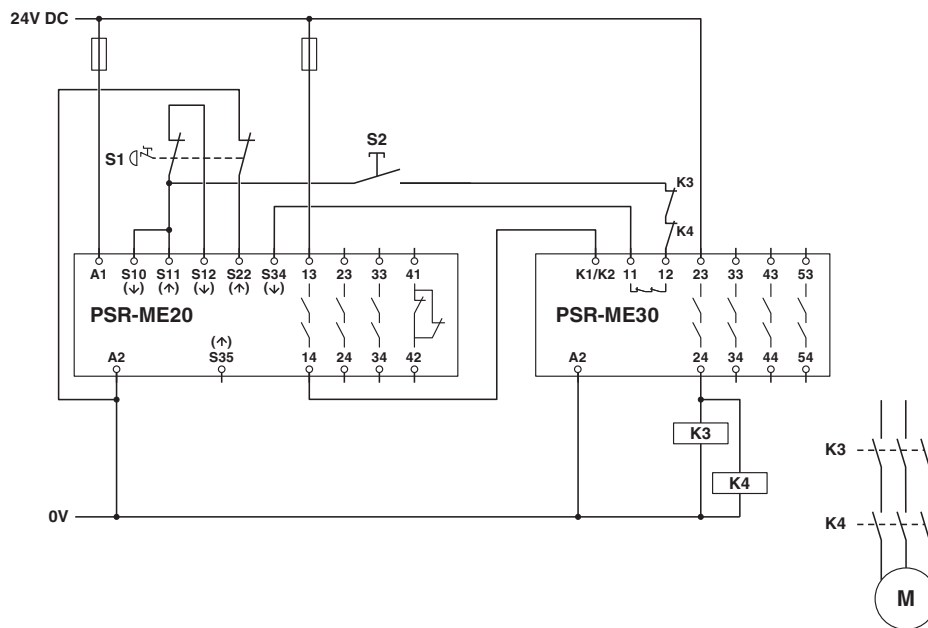 24V DC
S2
S1
K3
K4
A1 S10 S11 S12 S22 S34 13 23 33 41
(↓) (↑) (↓) (↑) (↓)
K1/K2 11 12 23 33 43 53
PSR-ME20
PSR-ME30
(↑)
A2 S35 14 24 34 42
A2 24 34 44 54
K3
K4
0V
K3
K4
M